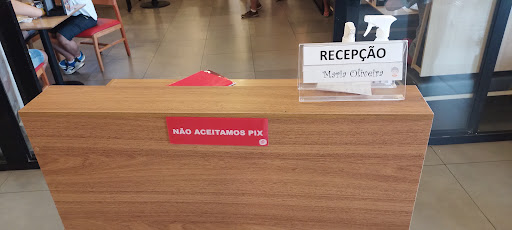 RECEPÇÃO
Maria Oliveira
NÃO ACEITAMOS PIX